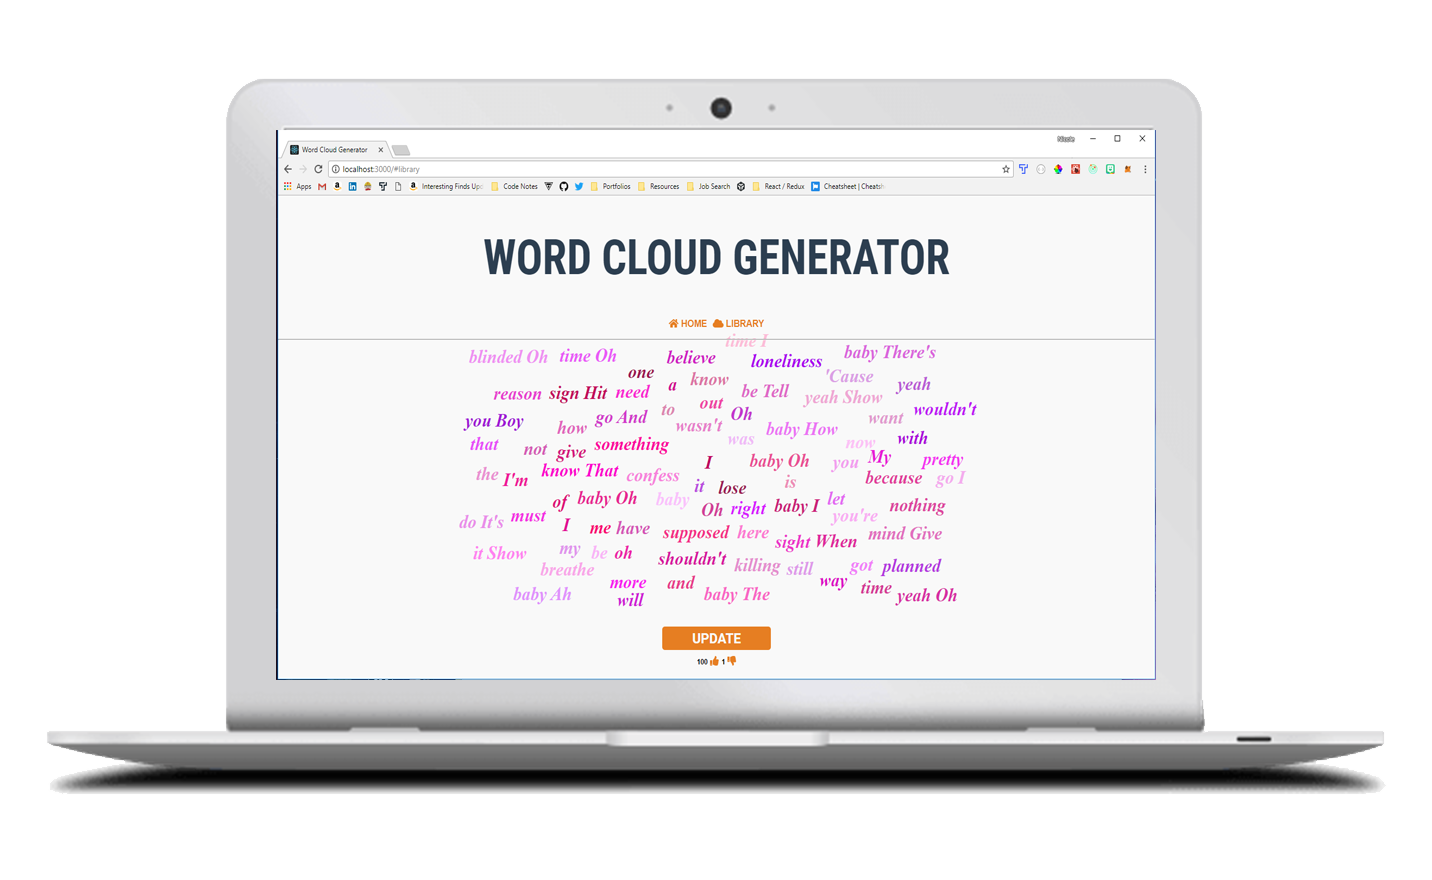 Nicole
Word Cloud Generator
localhost:3000/#library
Apps Interesting Finds Upd Code Notes Portfolios Resources Job Search React / Redux Cheatsheet | Cheatsh
WORD CLOUD GENERATOR
HOME LIBRARY
time I
blinded Oh time Oh believe loneliness baby There's
one a know 'Cause yeah
reason sign Hit need be Tell yeah Show
to out Oh want wouldn't
you Boy how go And wasn't baby How
that not give something was now with
the I'm know That confess I baby Oh you My pretty
it lose is because go I
of baby Oh baby Oh right baby I let nothing
do It's must I me have supposed here you're mind Give
it Show my be oh shouldn't sight When
breathe killing still got planned
baby Ah more and baby The way time yeah Oh
will
UPDATE
100 1